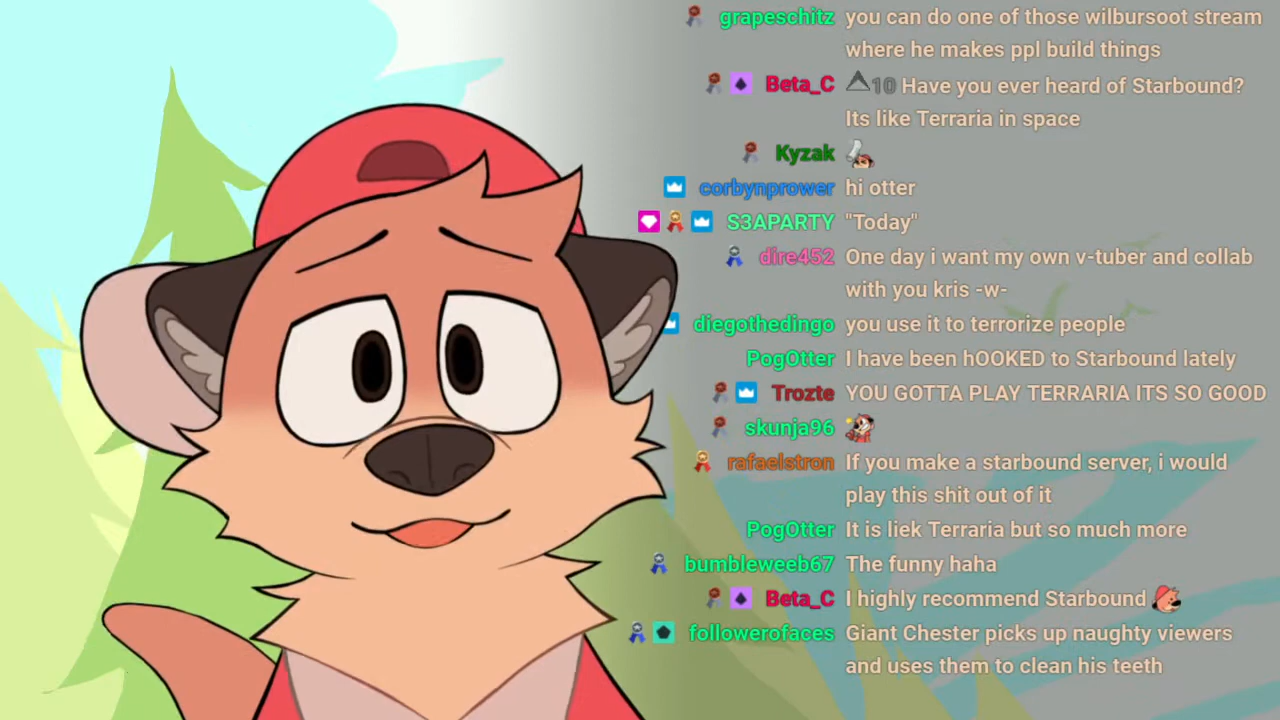 grapeschitz you can do one of those wilbursoot stream
where he makes ppl build things
Beta_C 10 Have you ever heard of Starbound?
Its like Terraria in space
Kyzak
corbynprower hi otter
S3APARTY "Today"
dire452 One day i want my own v-tuber and collab
with you kris -w-
diegothedingo you use it to terrorize people
PogOtter I have been hOOKED to Starbound lately
Trozte YOU GOTTA PLAY TERRARIA ITS SO GOOD
skunja96
rafaelstron If you make a starbound server, i would
play this shit out of it
PogOtter It is liek Terraria but so much more
bumbleweeb67 The funny haha
Beta_C I highly recommend Starbound
followerofaces Giant Chester picks up naughty viewers
and uses them to clean his teeth